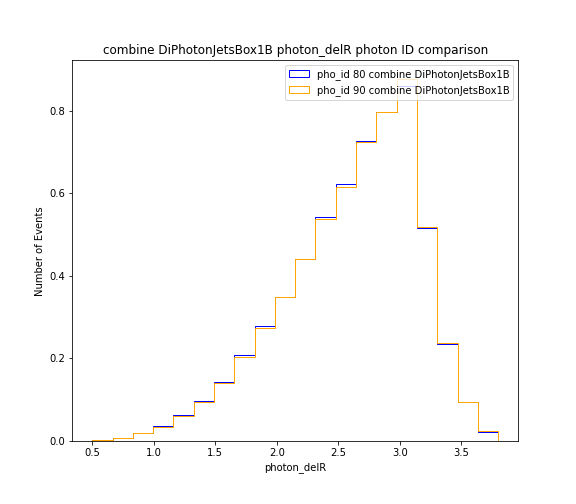 combine DiPhotonJetsBox1B photon_delR photon ID comparison
pho_id 80 combine DiPhotonJetsBox1B
pho_id 90 combine DiPhotonJetsBox1B
Number of Events
0.8
0.6
0.4
0.2
0.0
0.5 1.0 1.5 2.0 2.5 3.0 3.5
photon_delR